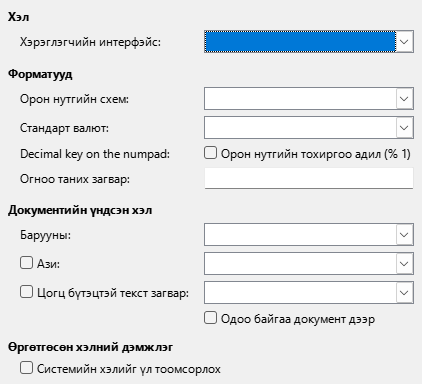 Хэл
Хэрэглэгчийн интерфэйс:
Форматууд
Орон нутгийн схем:
Стандарт валют:
Decimal key on the numpad: Орон нутгийн тохиргоо адил (% 1)
Огноо таних загвар:
Документийн үндсэн хэл
Барууны:
Ази:
Цогц бүтэцтэй текст загвар:
Одоо байгаа документ дээр
Өргөтгөсөн хэлний дэмжлэг
Системийн хэлийг үл тоомсорлох